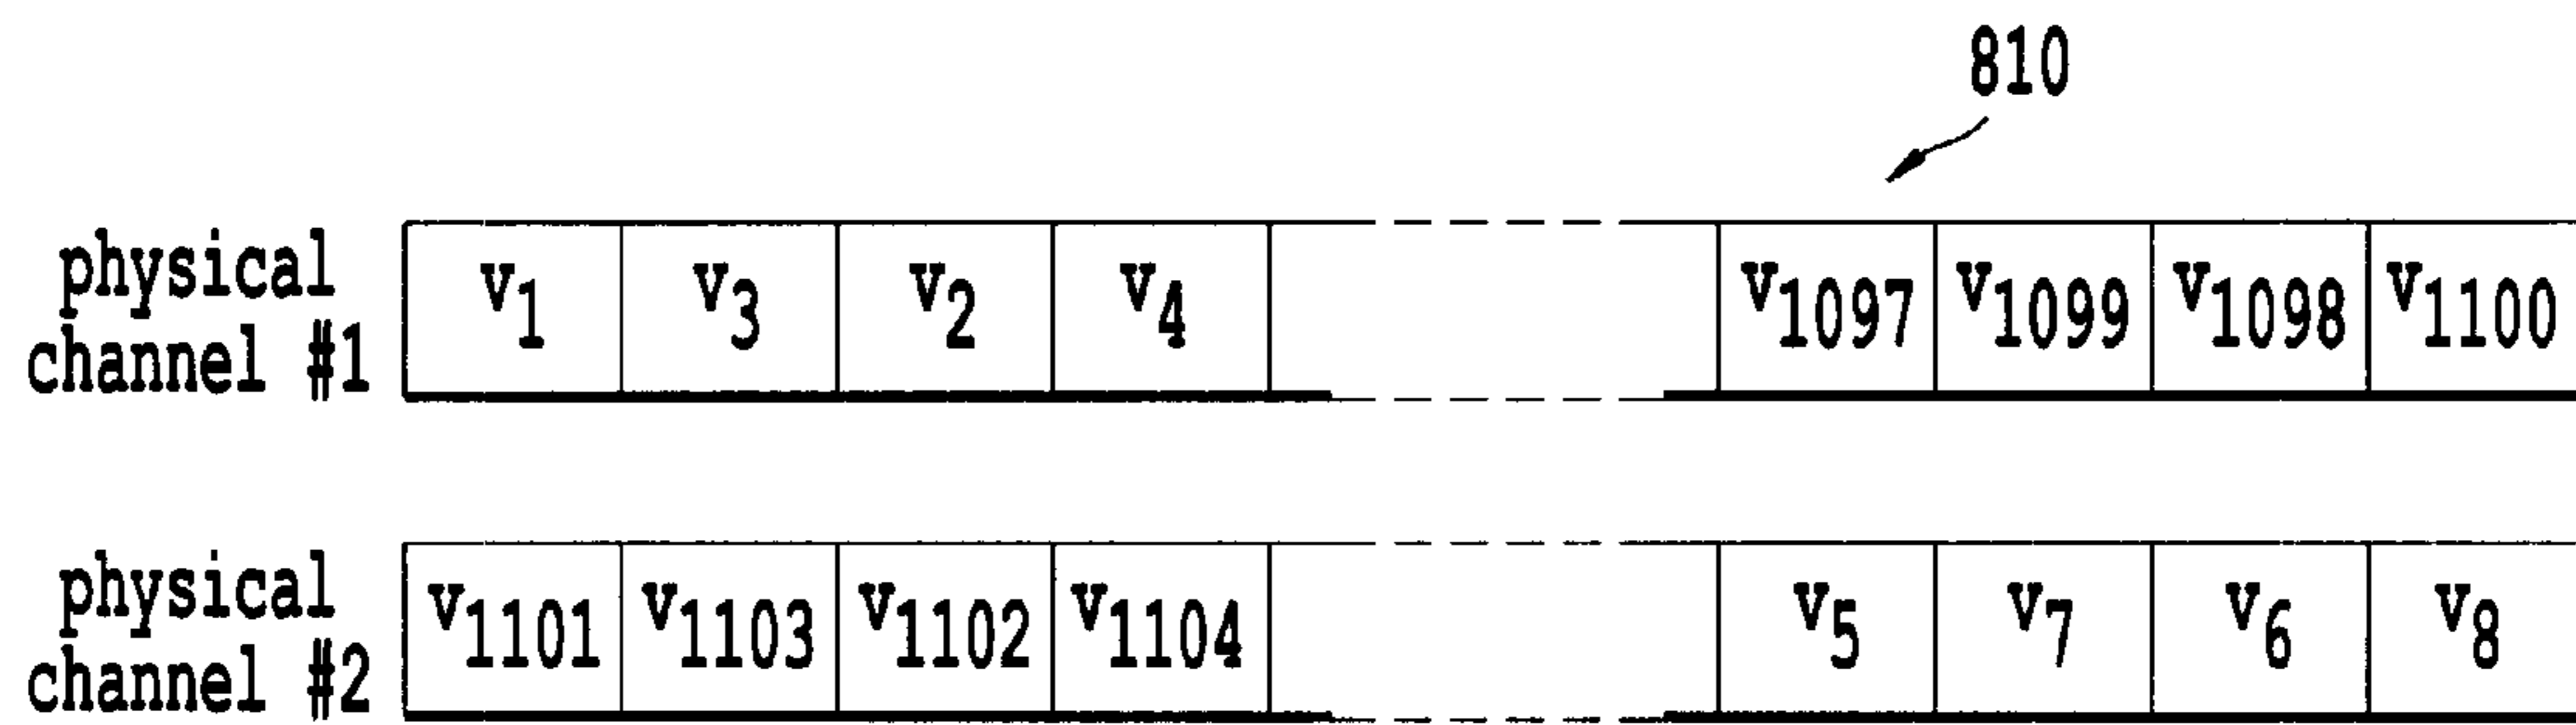 810
physical
channel #1
v1 v3 v2 v4 v1097 v1099 v1098 v1100
physical
channel #2
v1101 v1103 v1102 v1104 v5 v7 v6 v8